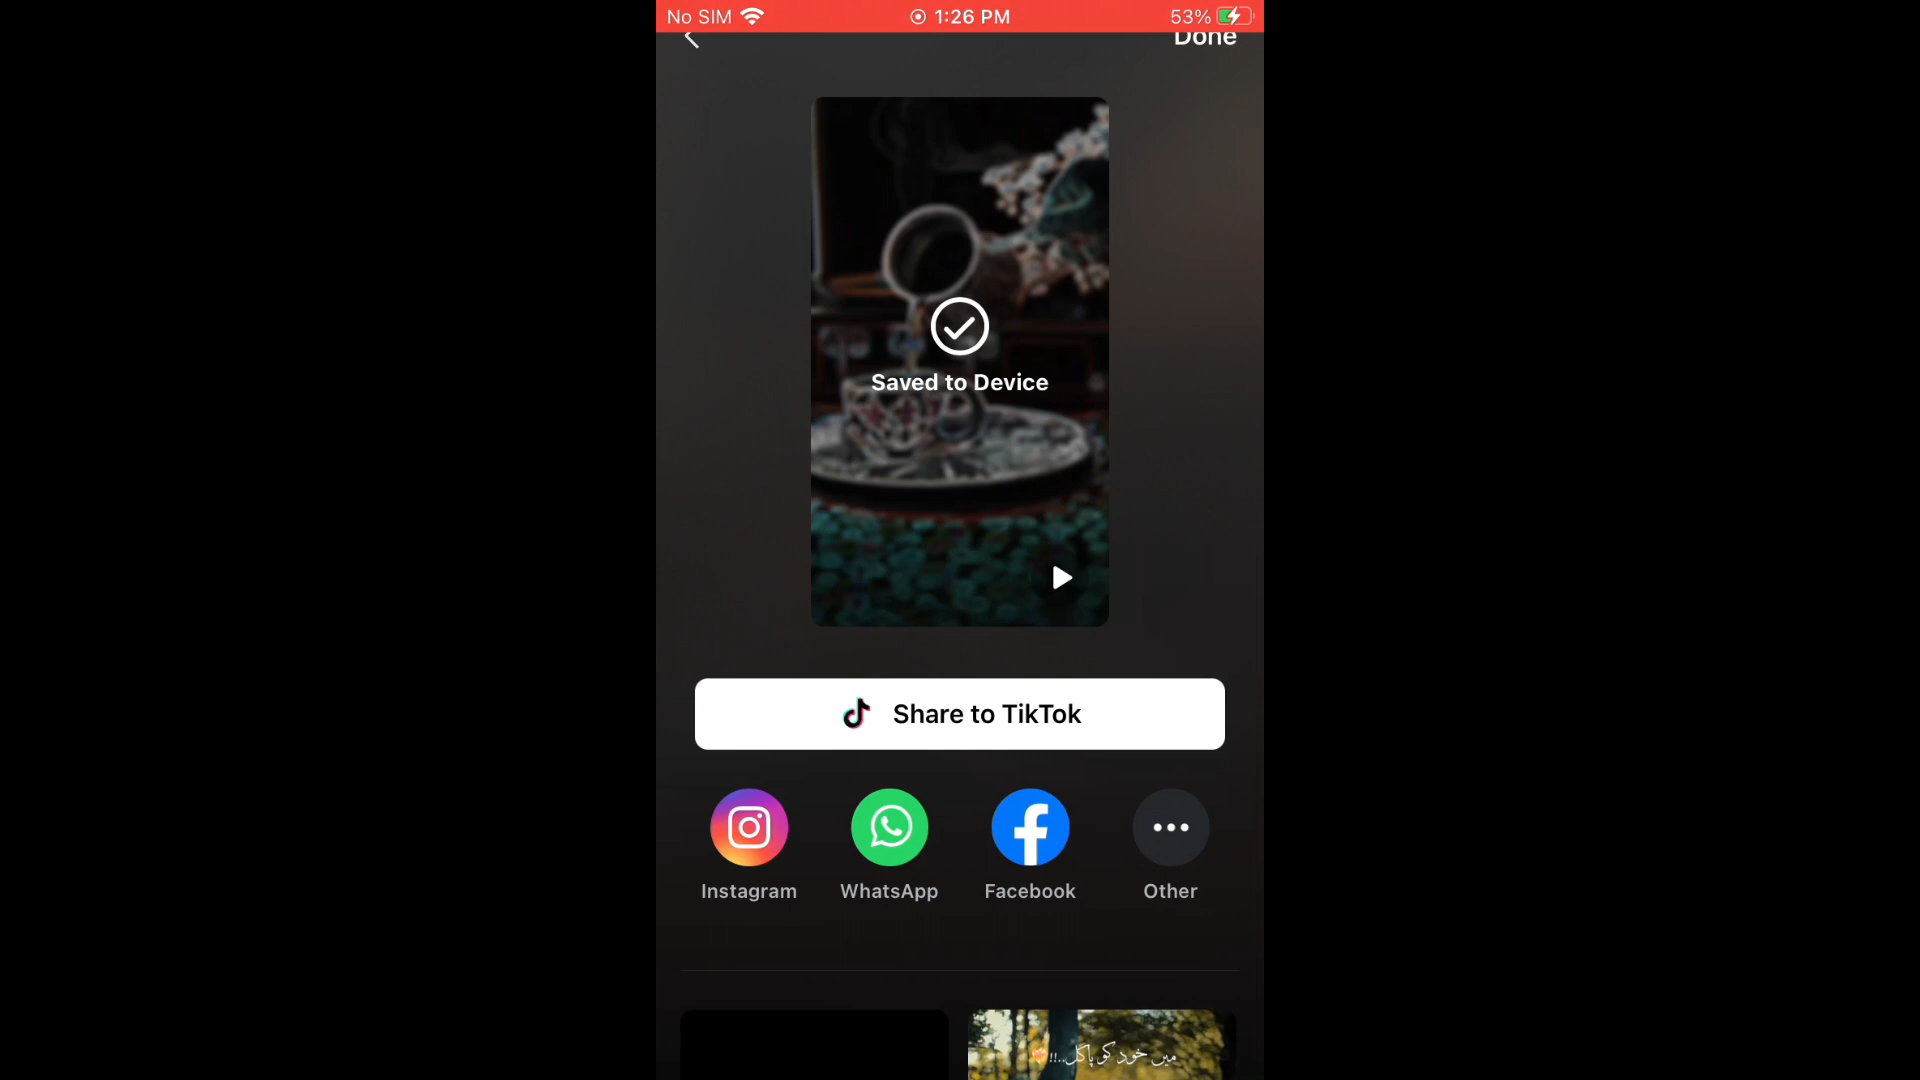 No SIM 1:26 PM 53%
Done
Saved to Device
Share to TikTok
Instagram WhatsApp Facebook Other
میں خود کو پاگل..!!